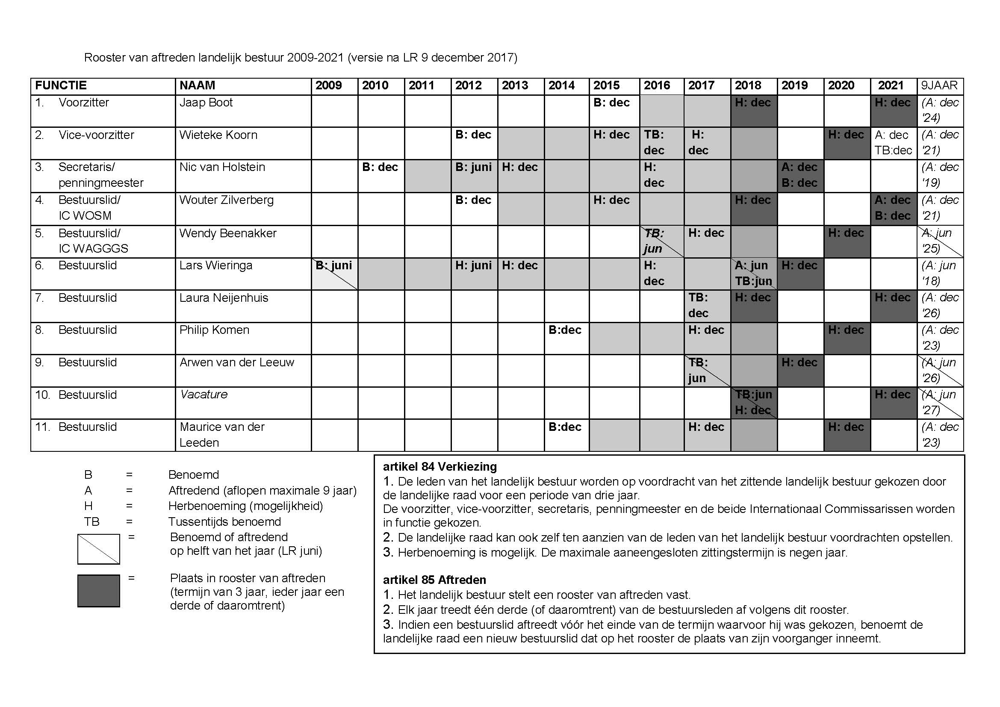 Rooster van aftreden landelijk bestuur 2009-2021 (versie na LR 9 december 2017)
FUNCTIE NAAM 2009 2010 2011 2012 2013 2014 2015 2016 2017 2018 2019 2020 2021 9JAAR
1. Voorzitter Jaap Boot B: dec H: dec H: dec (A: dec
'24)
2. Vice-voorzitter Wieteke Koorn B: dec H: dec TB: H: H: dec A: dec (A: dec
dec dec TB:dec '21)
3. Secretaris/ Nic van Holstein B: dec B: juni H: dec H: A: dec (A: dec
penningmeester dec B: dec '19)
4. Bestuurslid/ Wouter Zilverberg B: dec H: dec H: dec A: dec (A: dec
IC WOSM B: dec '21)
5. Bestuurslid/ Wendy Beenakker TB: H: dec H: dec A: jun
IC WAGGGS jun '25)
6. Bestuurslid Lars Wieringa B: juni H: juni H: dec H: A: jun H: dec (A: jun
dec TB:jun '18)
7. Bestuurslid Laura Neijenhuis TB: H: dec H: dec (A: dec
dec '26)
8. Bestuurslid Philip Komen B:dec H: dec H: dec (A: dec
'23)
9. Bestuurslid Arwen van der Leeuw TB: H: dec (A: jun
jun '26)
10. Bestuurslid Vacature TB:jun H: dec (A: jun
H: dec '27)
11. Bestuurslid Maurice van der B:dec H: dec H: dec (A: dec
Leeden '23)
B = Benoemd
A = Aftredend (aflopen maximale 9 jaar)
H = Herbenoeming (mogelijkheid)
TB = Tussentijds benoemd
= Benoemd of aftredend
op helft van het jaar (LR juni)
= Plaats in rooster van aftreden
(termijn van 3 jaar, ieder jaar een
derde of daaromtrent)
artikel 84 Verkiezing
1. De leden van het landelijk bestuur worden op voordracht van het zittende landelijk bestuur gekozen door
de landelijke raad voor een periode van drie jaar.
De voorzitter, vice-voorzitter, secretaris, penningmeester en de beide Internationaal Commissarissen worden
in functie gekozen.
2. De landelijke raad kan ook zelf ten aanzien van de leden van het landelijk bestuur voordrachten opstellen.
3. Herbenoeming is mogelijk. De maximale aaneengesloten zittingstermijn is negen jaar.
artikel 85 Aftreden
1. Het landelijk bestuur stelt een rooster van aftreden vast.
2. Elk jaar treedt één derde (of daaromtrent) van de bestuursleden af volgens dit rooster.
3. Indien een bestuurslid aftreedt vóór het einde van de termijn waarvoor hij was gekozen, benoemt de
landelijke raad een nieuw bestuurslid dat op het rooster de plaats van zijn voorganger inneemt.